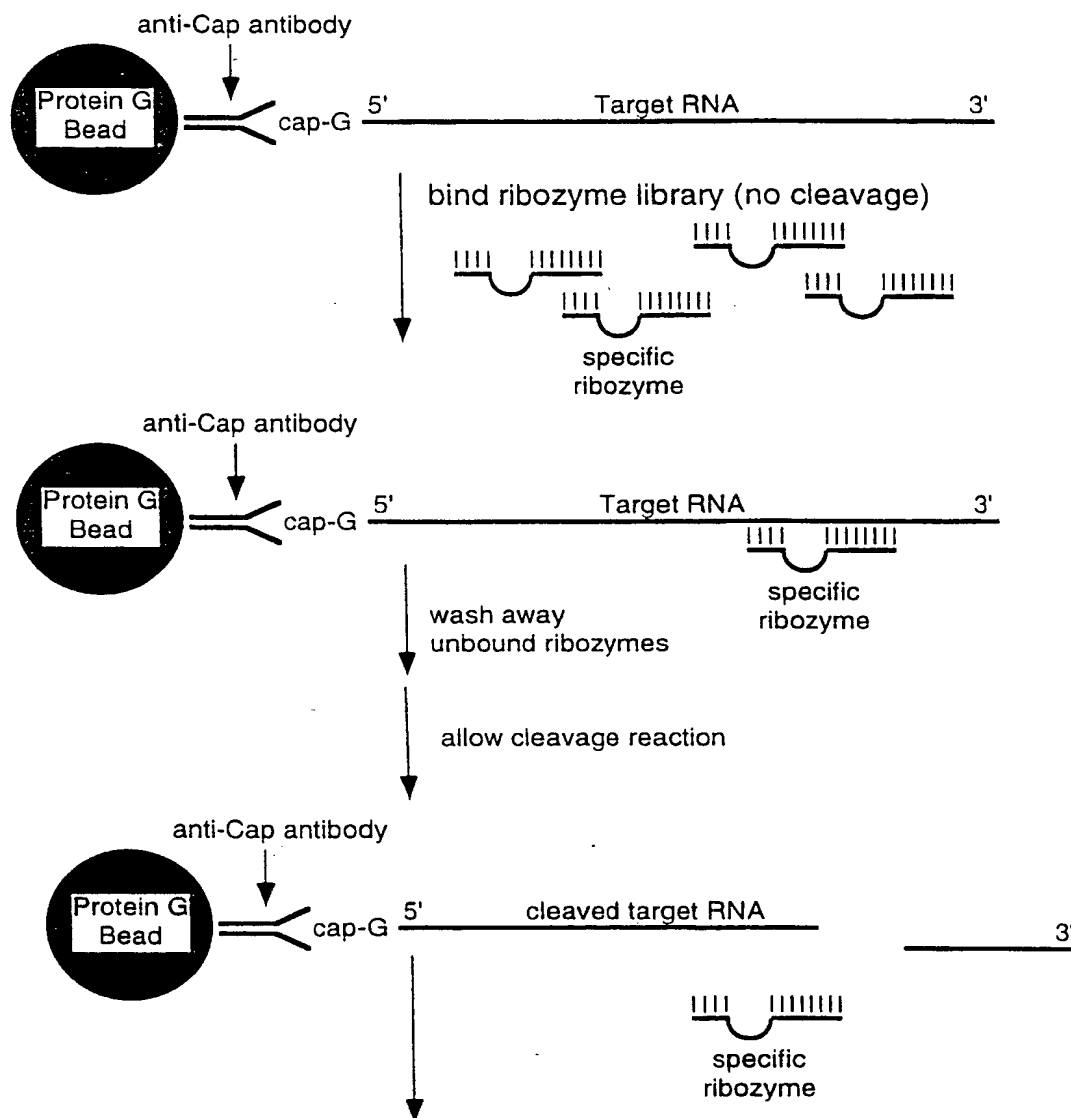 anti-Cap antibody
Protein G
Bead
cap-G
5'
Target RNA
3'
bind ribozyme library (no cleavage)
specific
ribozyme
anti-Cap antibody
Protein G
Bead
cap-G
5'
Target RNA
3'
specific
ribozyme
wash away
unbound ribozymes
allow cleavage reaction
anti-Cap antibody
Protein G
Bead
cap-G
5'
cleaved target RNA
3'
specific
ribozyme